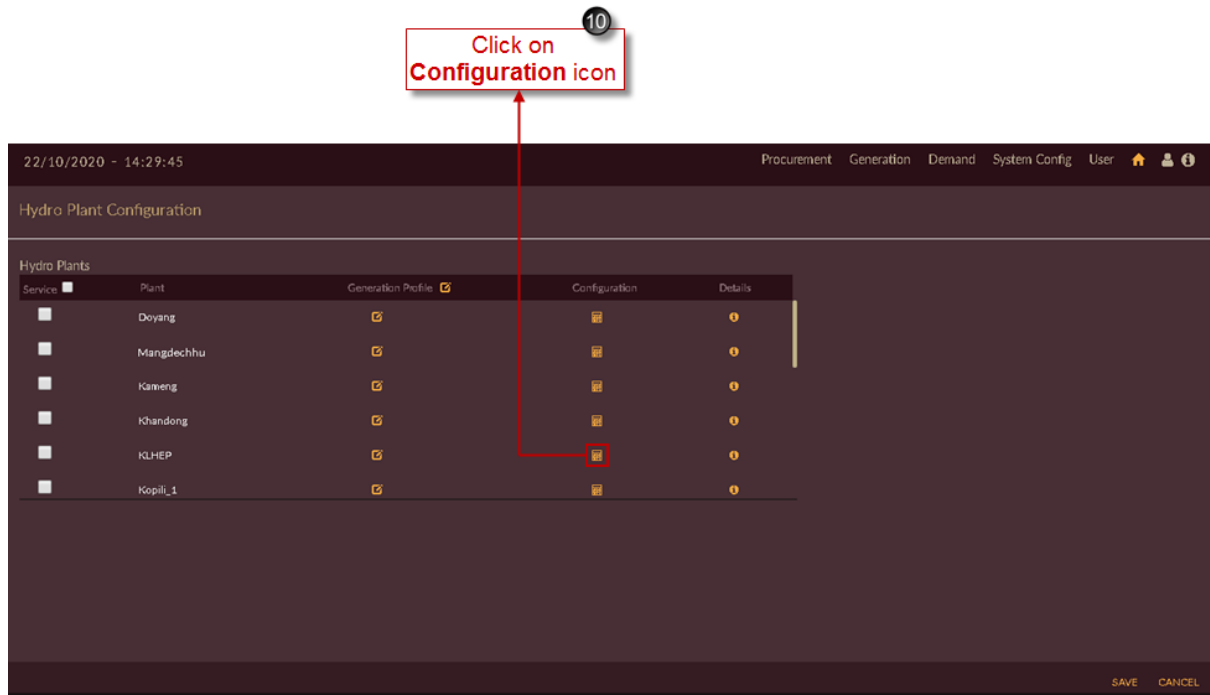 10
Click on
Configuration icon
22/10/2020 - 14:29:45
Procurement Generation Demand System Config User
Hydro Plant Configuration
Hydro Plants
Service Plant Generation Profile Configuration Details
Doyang
Mangdechhu
Kameng
Khandong
KLHEP
Kopili_1
SAVE CANCEL